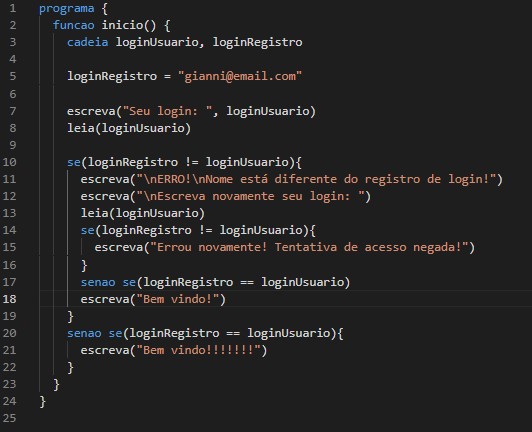 1 programa {
2   funcao inicio() {
3     cadeia loginUsuario, loginRegistro
4
5     loginRegistro = "gianni@email.com"
6
7     escreva("Seu login: ", loginUsuario)
8     leia(loginUsuario)
9
10     se(loginRegistro != loginUsuario){
11       escreva("\nERRO!\nNome está diferente do registro de login!")
12       escreva("\nEscreva novamente seu login: ")
13       leia(loginUsuario)
14       se(loginRegistro != loginUsuario){
15         escreva("Errou novamente! Tentativa de acesso negada!")
16       }
17       senao se(loginRegistro == loginUsuario)
18       escreva("Bem vindo!")
19     }
20     senao se(loginRegistro == loginUsuario){
21       escreva("Bem vindo!!!!!!!")
22     }
23   }
24 }
25